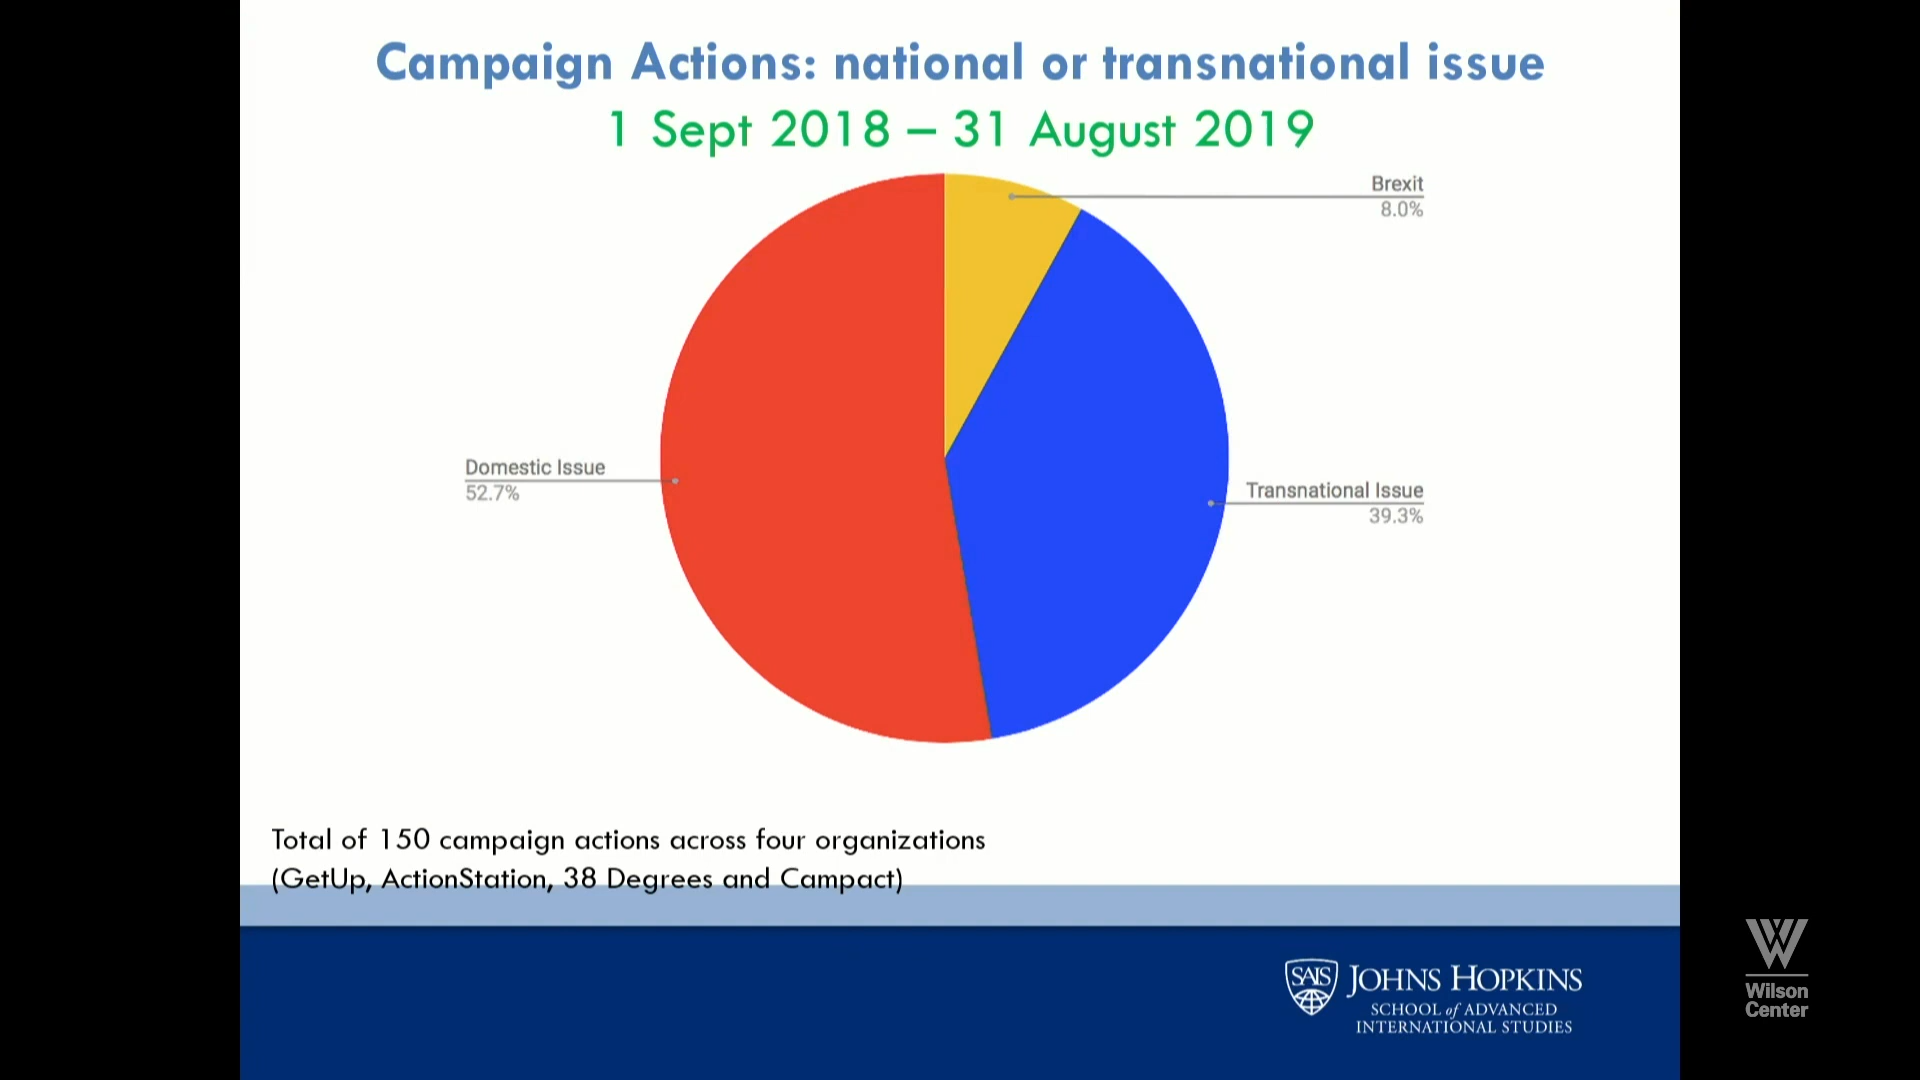 Campaign Actions: national or transnational issue
1 Sept 2018 – 31 August 2019
Brexit
8.0%
Domestic Issue
52.7%
Transnational Issue
39.3%
Total of 150 campaign actions across four organizations
(GetUp, ActionStation, 38 Degrees and Campact)
SAIS
JOHNS HOPKINS
SCHOOL of ADVANCED
INTERNATIONAL STUDIES
Wilson
Center